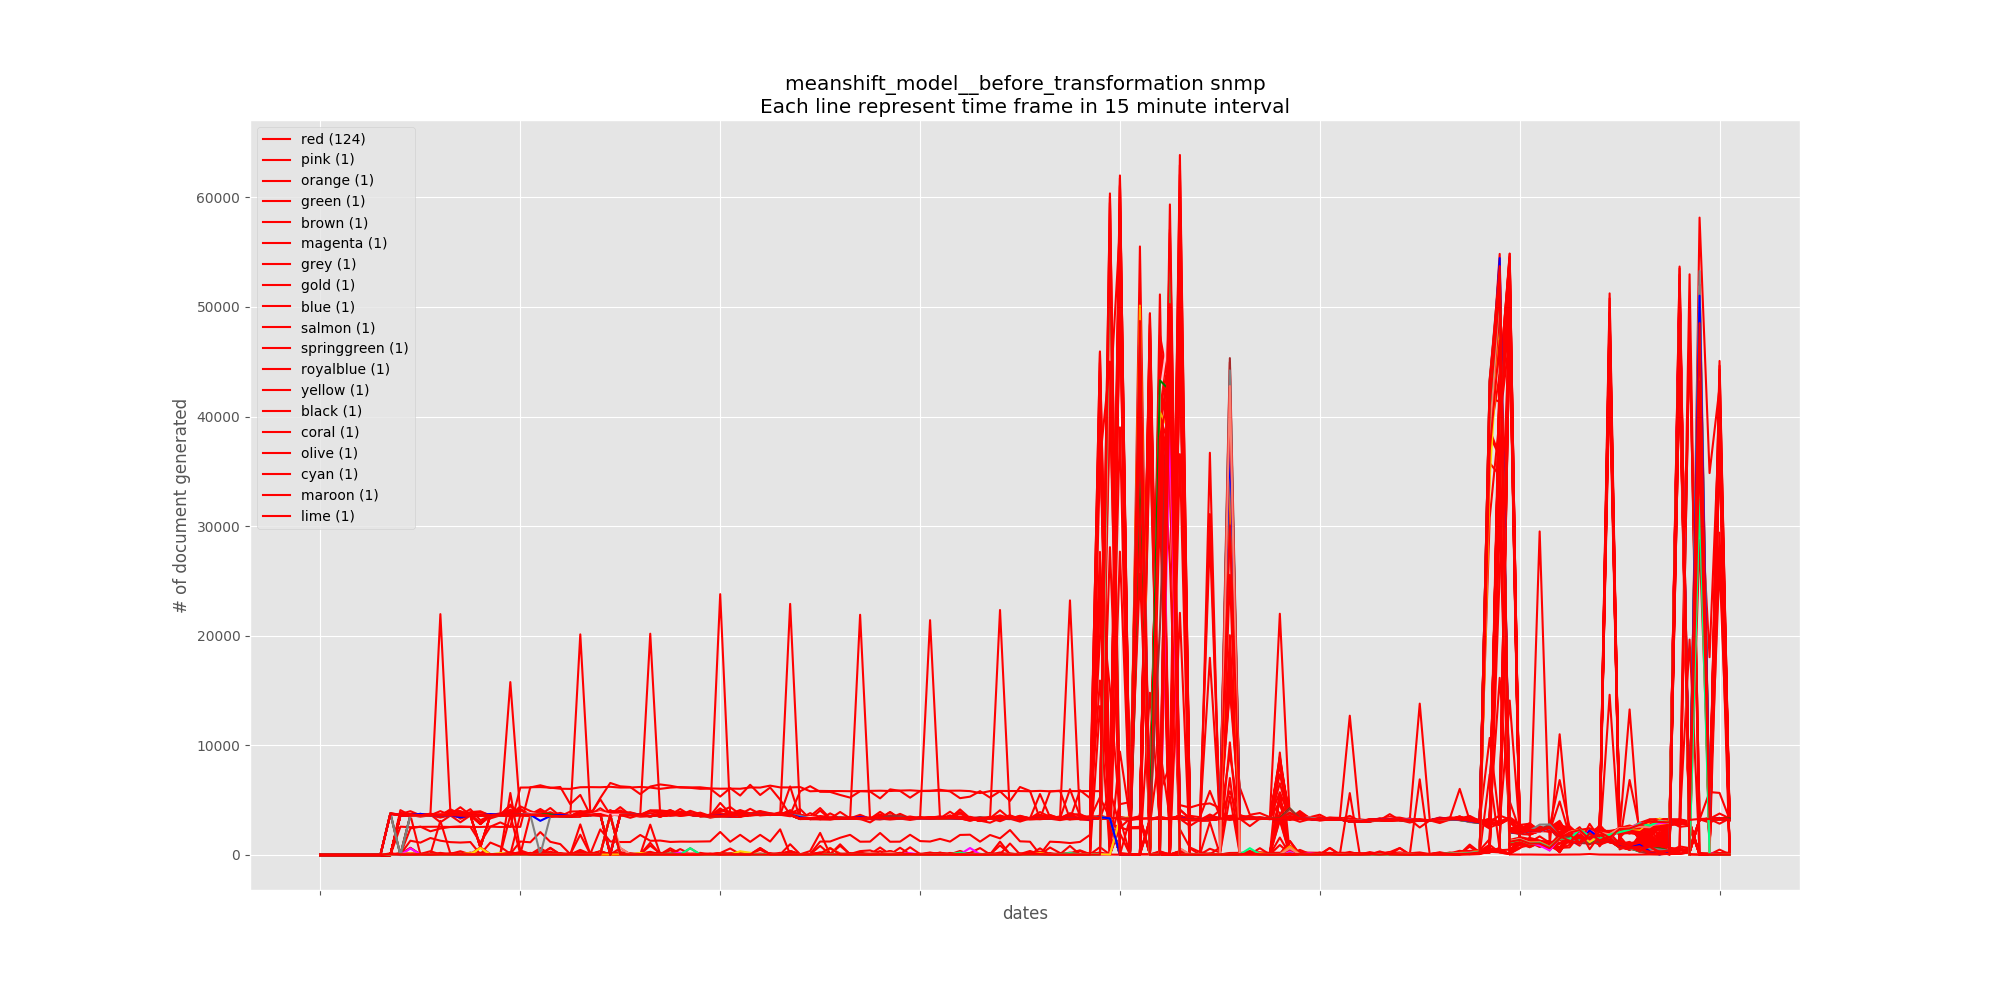 meanshift_model__before_transformation snmp
Each line represent time frame in 15 minute interval
red (124)
pink (1)
orange (1)
green (1)
brown (1)
magenta (1)
grey (1)
gold (1)
blue (1)
salmon (1)
springgreen (1)
royalblue (1)
yellow (1)
black (1)
coral (1)
olive (1)
cyan (1)
maroon (1)
lime (1)
# of document generated
60000
50000
40000
30000
20000
10000
0
dates